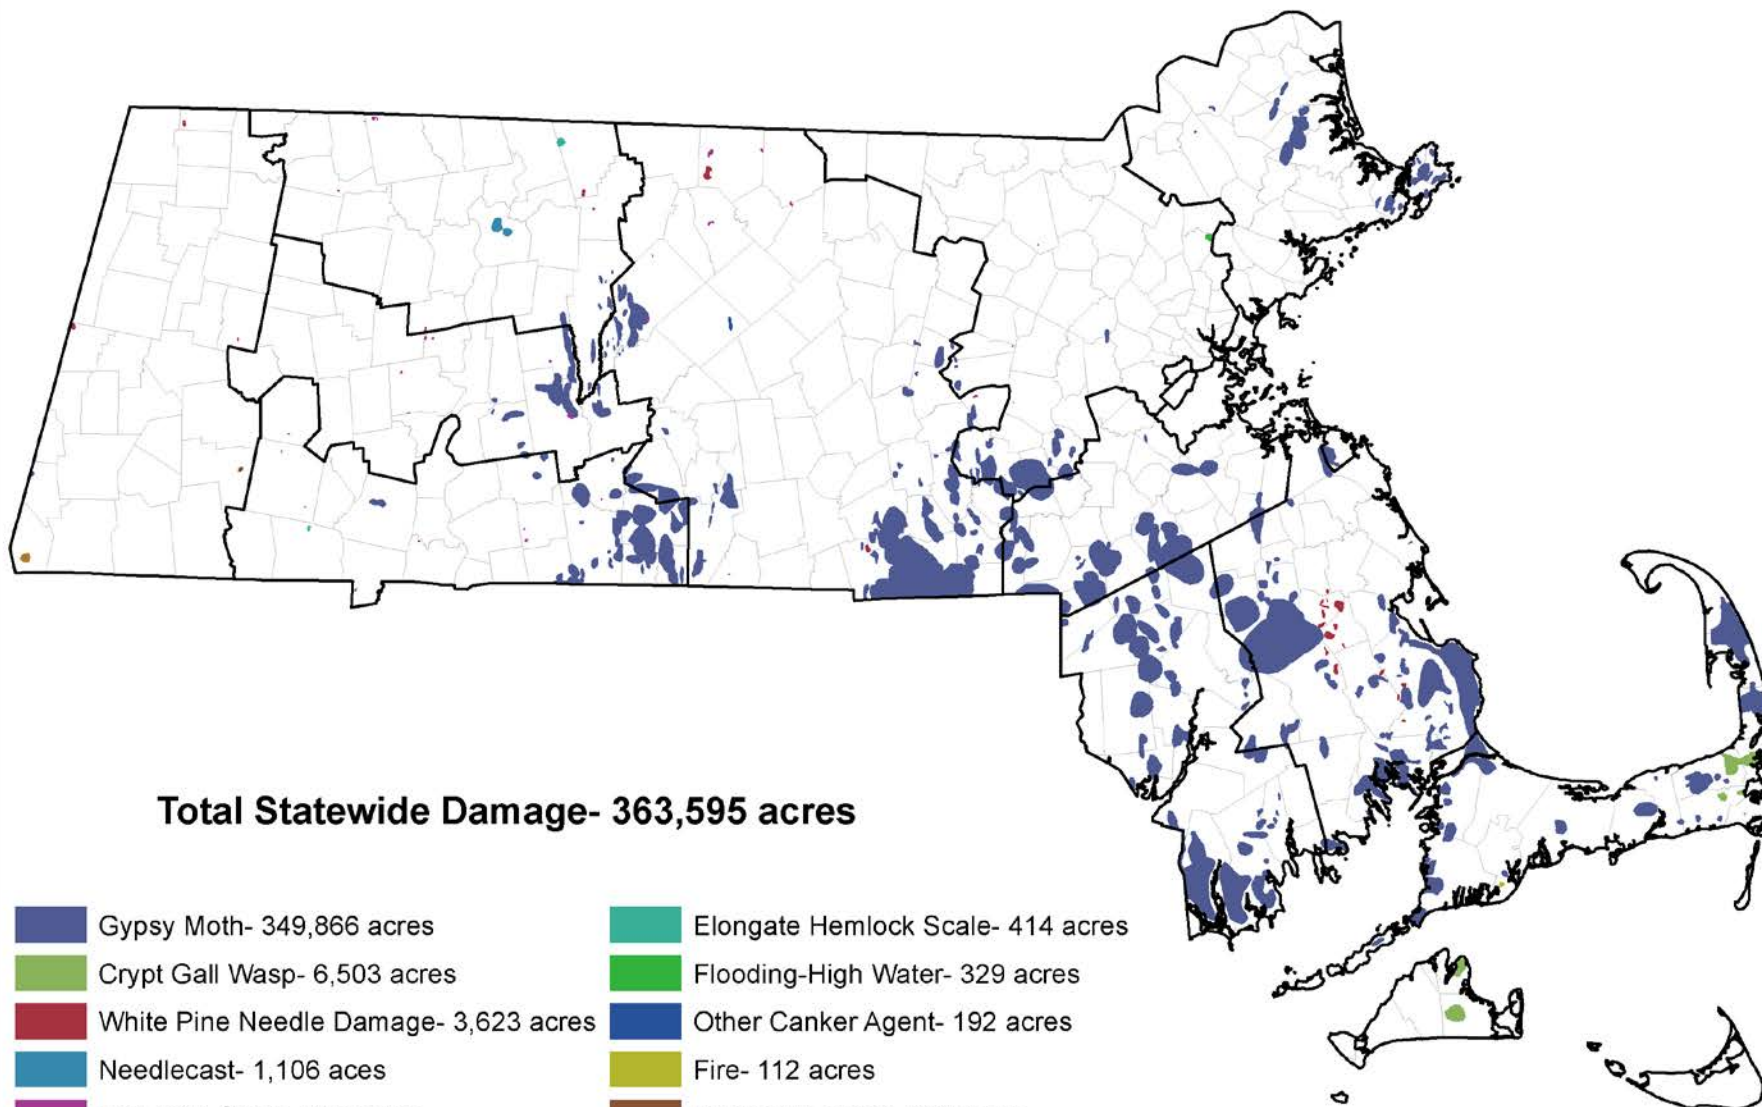 Total Statewide Damage- 363,595 acres
Gypsy Moth- 349,866 acres
Crypt Gall Wasp- 6,503 acres
White Pine Needle Damage- 3,623 acres
Needlecast- 1,106 aces
Elongate Hemlock Scale- 414 acres
Flooding-High Water- 329 acres
Other Canker Agent- 192 acres
Fire- 112 acres